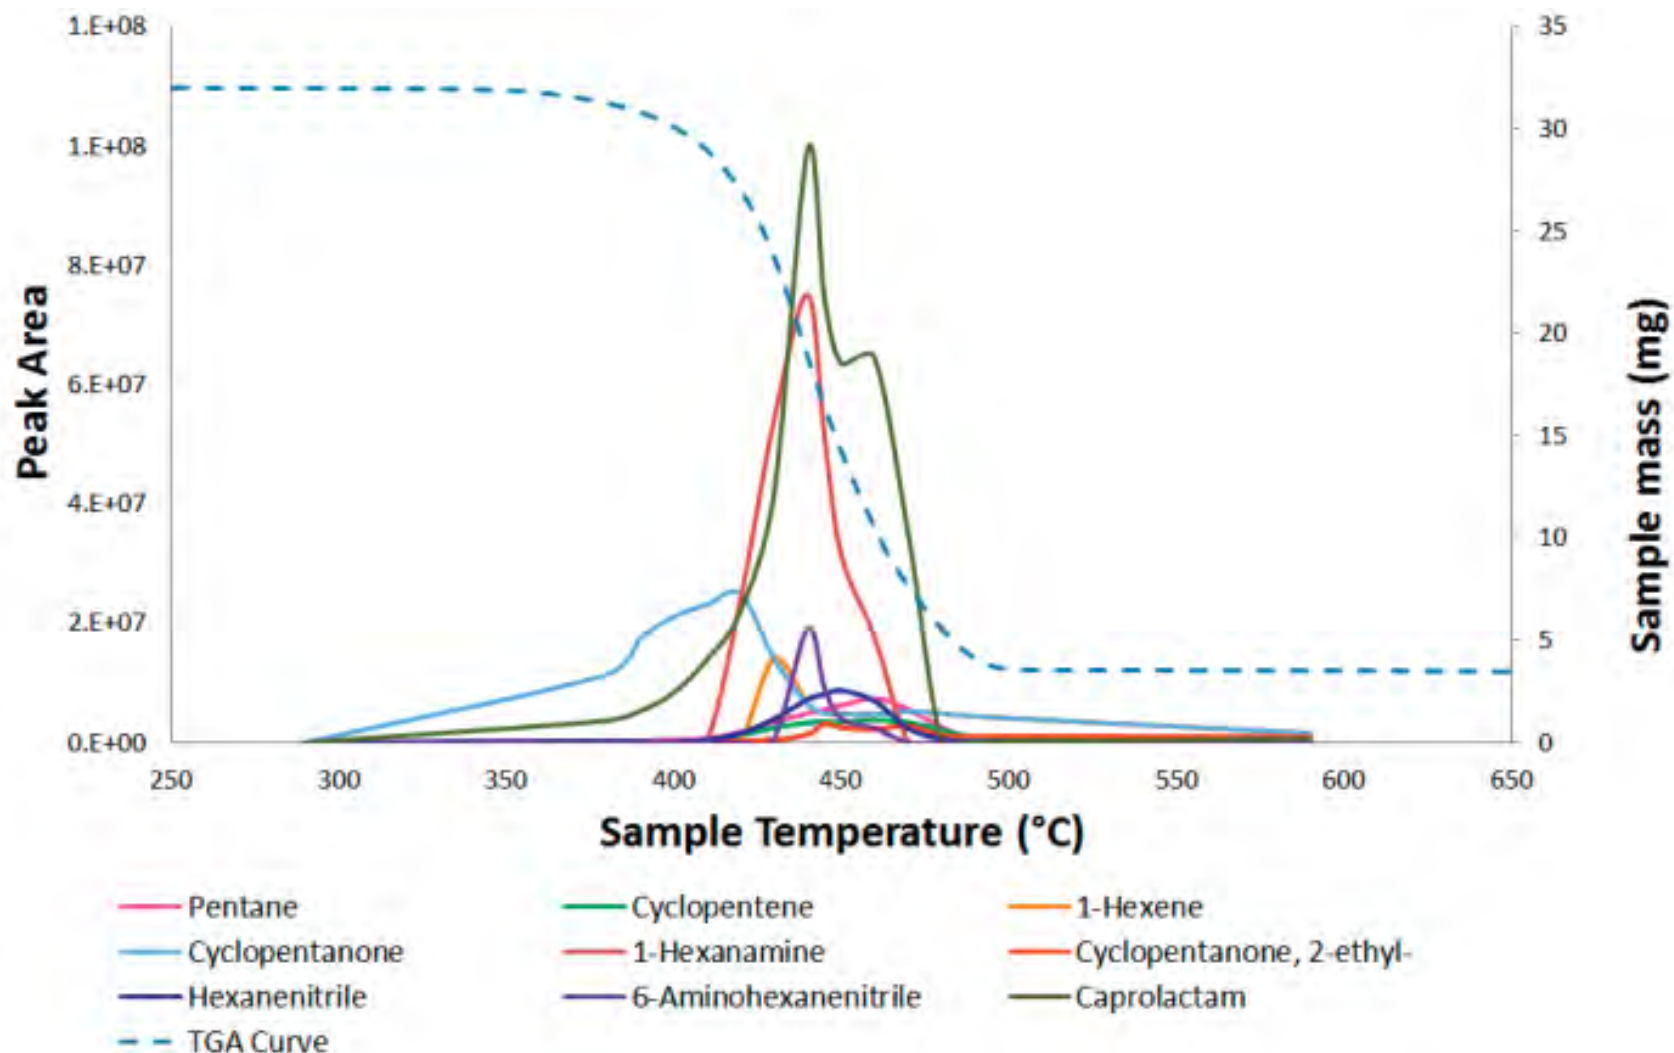 1.E+08
1.E+08
8.E+07
6.E+07
4.E+07
2.E+07
0.E+00
Peak Area
35
30
25
20
15
10
5
0
Sample mass (mg)
250 300 350 400 450 500 550 600 650
Sample Temperature (°C)
Pentane Cyclopentene 1-Hexene
Cyclopentanone 1-Hexanamine Cyclopentanone, 2-ethyl-
Hexanenitrile 6-Aminohexanenitrile Caprolactam
TGA Curve